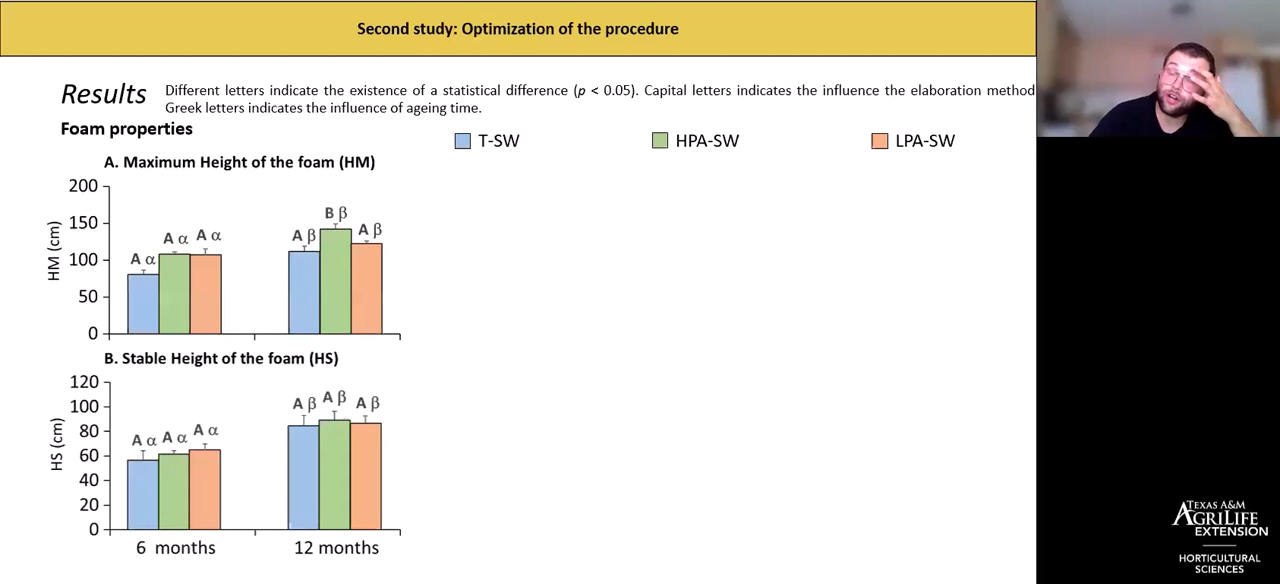 Second study: Optimization of the procedure
Results
Different letters indicate the existence of a statistical difference (p < 0.05). Capital letters indicates the influence the elaboration method
Greek letters indicates the influence of ageing time.
Foam properties
T-SW
HPA-SW
LPA-SW
A. Maximum Height of the foam (HM)
HM (cm)
200
150
100
50
0
A α
A α
A α
A β
B β
A β
B. Stable Height of the foam (HS)
HS (cm)
120
100
80
60
40
20
0
A α
A α
A α
A β
A β
A β
6 months
12 months
TEXAS A&M
AGRILIFE
EXTENSION
HORTICULTURAL
SCIENCES